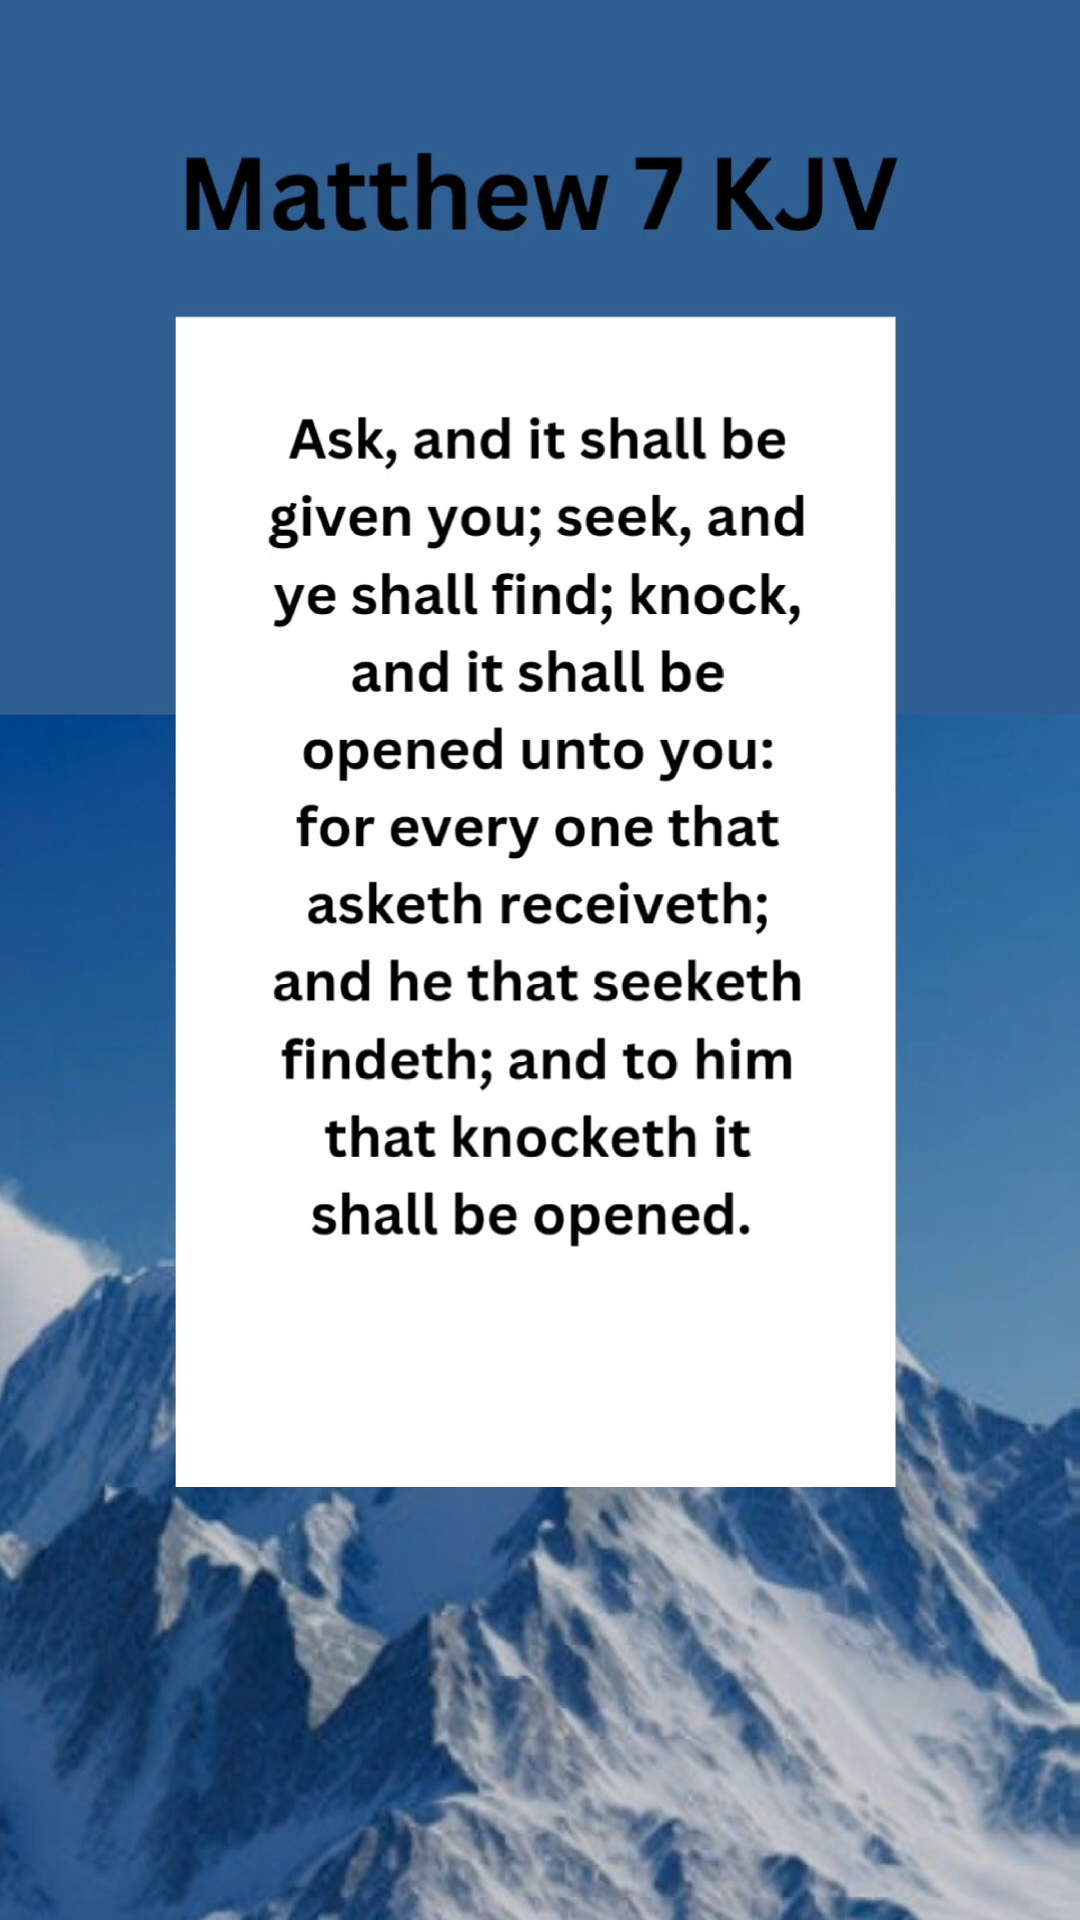 Matthew 7 KJV
Ask, and it shall be
given you; seek, and
ye shall find; knock,
and it shall be
opened unto you:
for every one that
asketh receiveth;
and he that seeketh
findeth; and to him
that knocketh it
shall be opened.